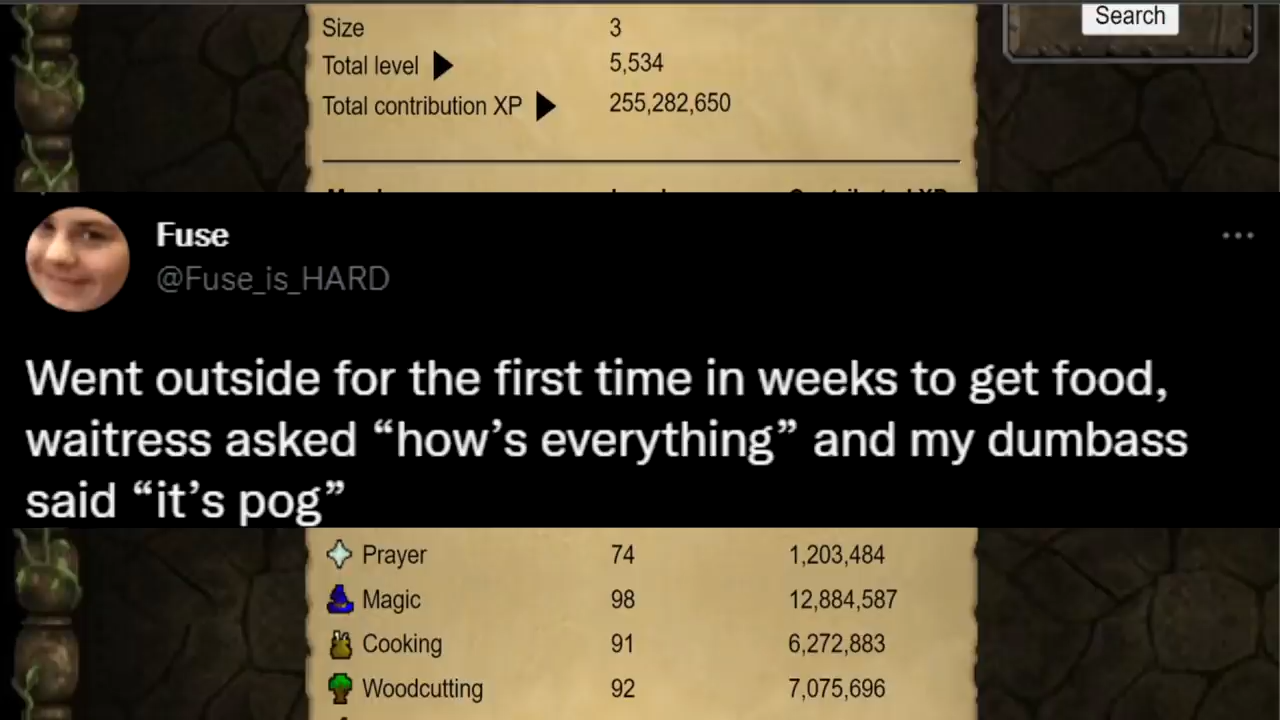 Search
Size 3
Total level 5,534
Total contribution XP 255,282,650
Fuse
@Fuse_is_HARD
Went outside for the first time in weeks to get food,
waitress asked “how’s everything” and my dumbass
said “it’s pog”
Prayer 74 1,203,484
Magic 98 12,884,587
Cooking 91 6,272,883
Woodcutting 92 7,075,696